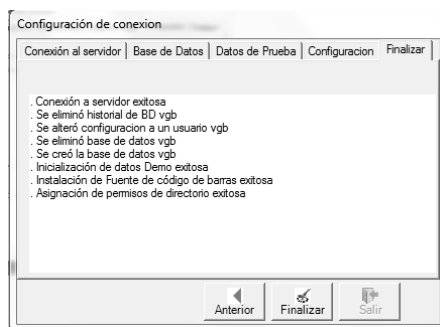 Configuración de conexion
Conexión al servidor Base de Datos Datos de Prueba Configuracion Finalizar
. Conexión a servidor exitosa
. Se eliminó historial de BD vgb
. Se alteró configuracion a un usuario vgb
. Se eliminó base de datos vgb
. Se creó la base de datos vgb
. Inicialización de datos Demo exitosa
. Instalación de Fuente de código de barras exitosa
. Asignación de permisos de directorio exitosa
Anterior Finalizar Salir